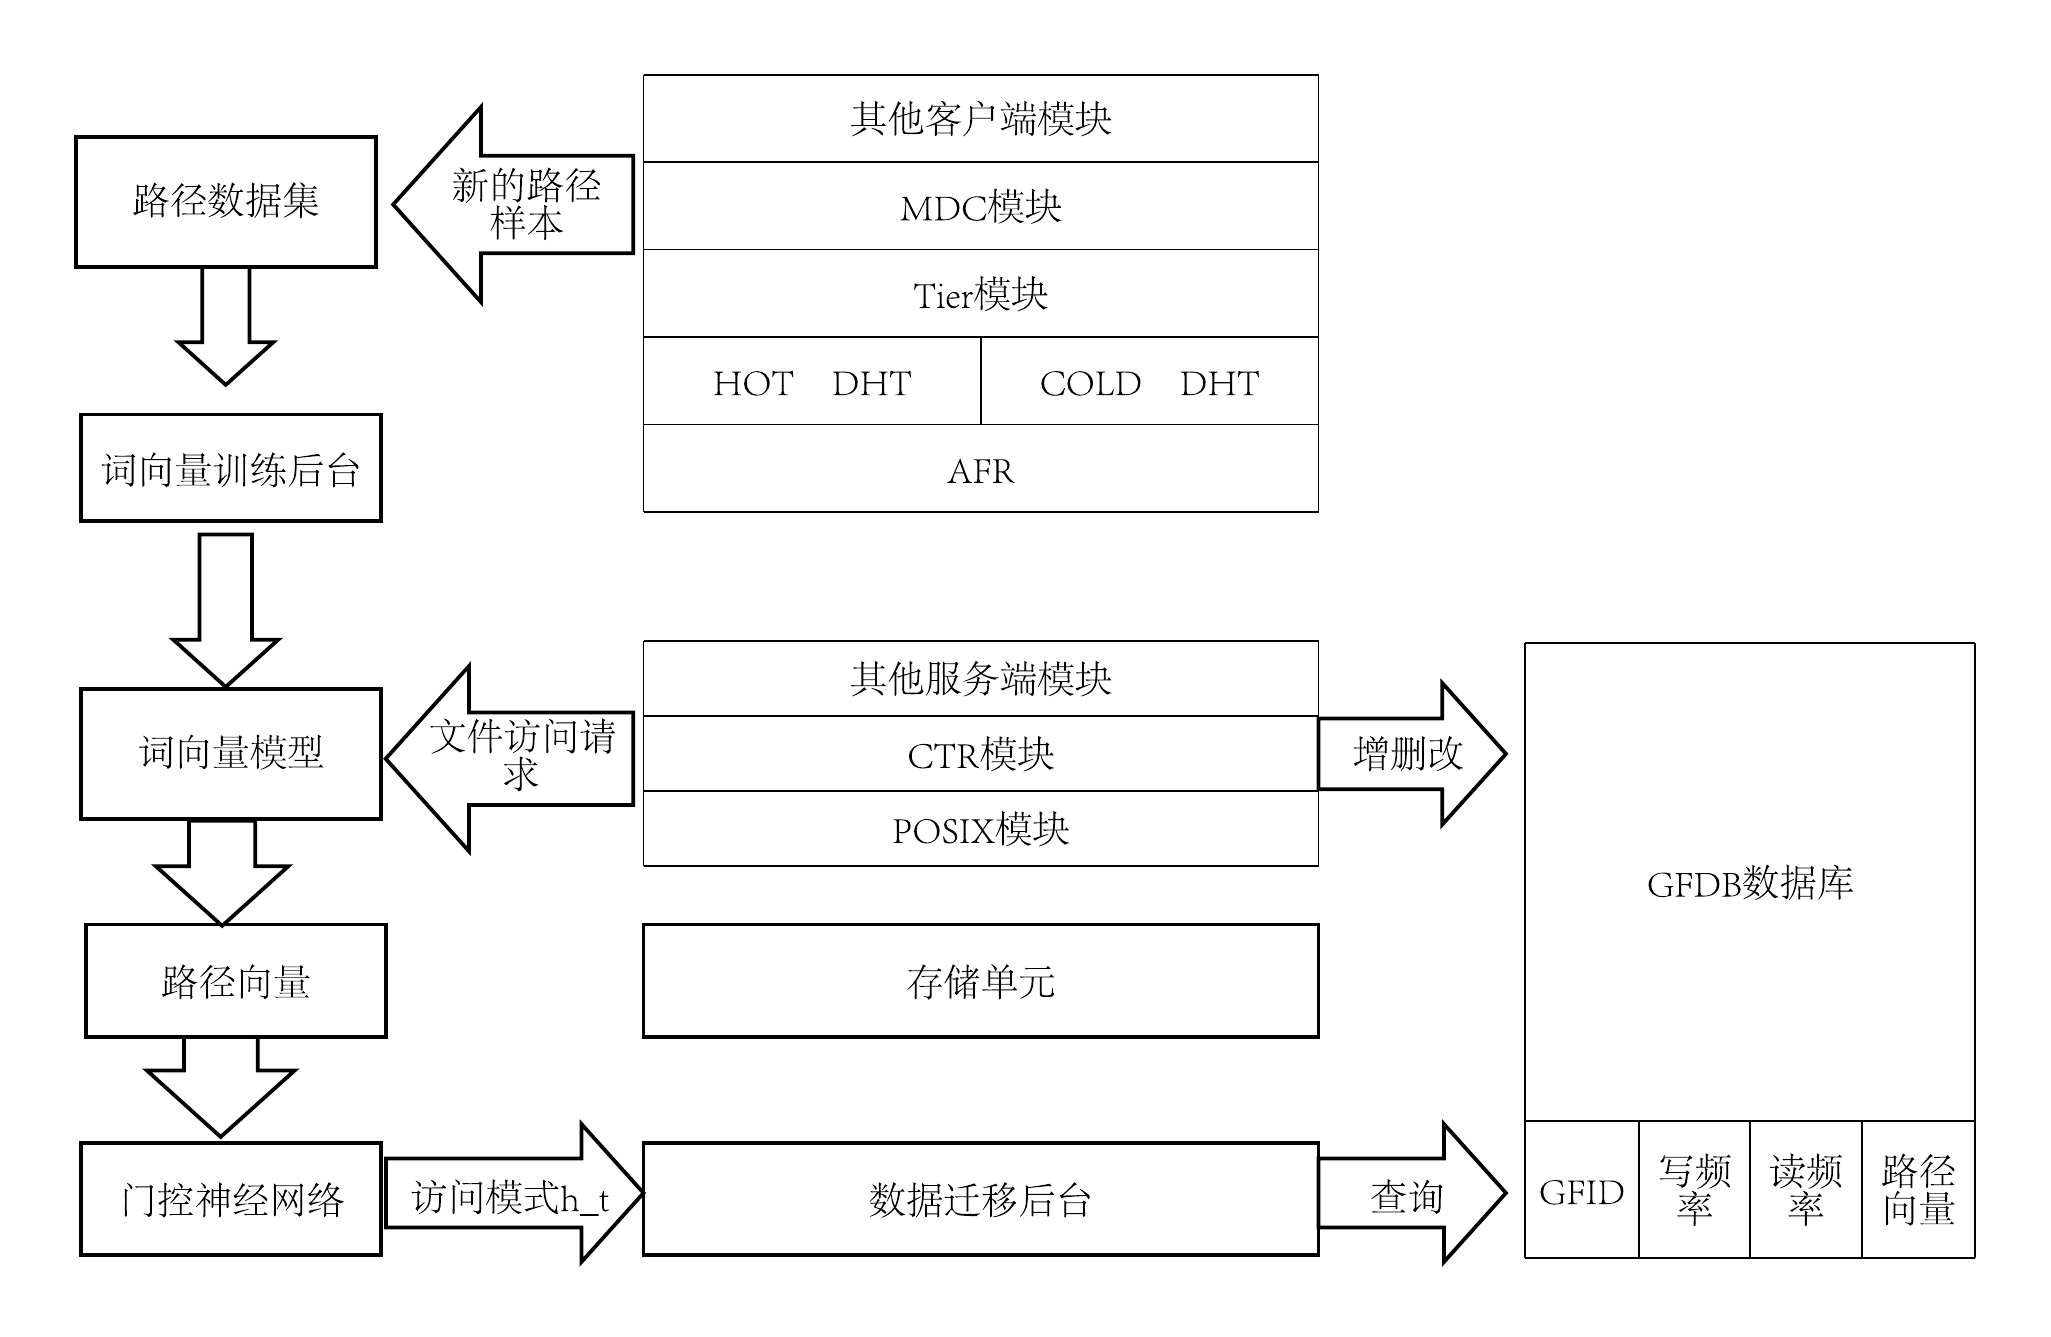 其他客户端模块
路径数据集
新的路径
样本
MDC模块
Tier模块
HOT DHT
COLD DHT
词向量训练后台
AFR
其他服务端模块
词向量模型
文件访问请
求
CTR模块
增删改
POSIX模块
GFDB数据库
路径向量
存储单元
门控神经网络
访问模式h_t
数据迁移后台
查询
GFID
写频
率
读频
率
路径
向量